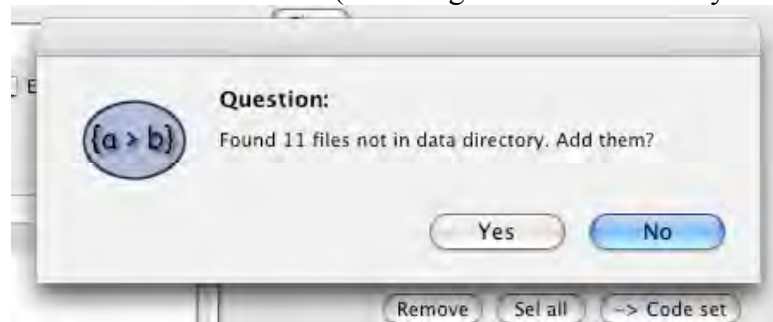 E
{a > b}
Question:
Found 11 files not in data directory. Add them?
Yes No
Remove Sel all -> Code set